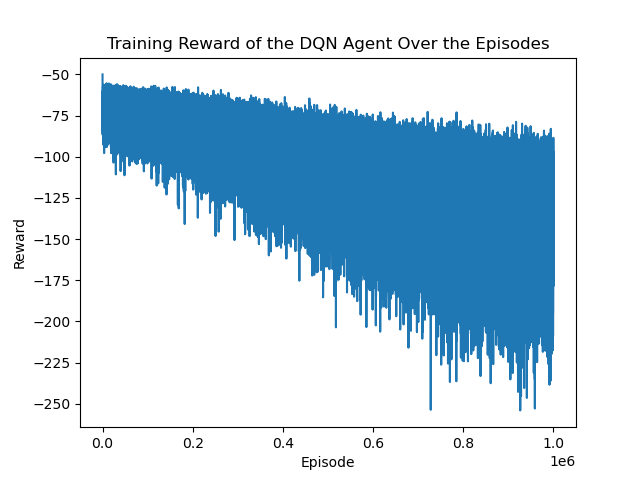 Training Reward of the DQN Agent Over the Episodes
−50
−75
−100
−125
−150
−175
−200
−225
−250
Reward
0.0 0.2 0.4 0.6 0.8 1.0
1e6
Episode